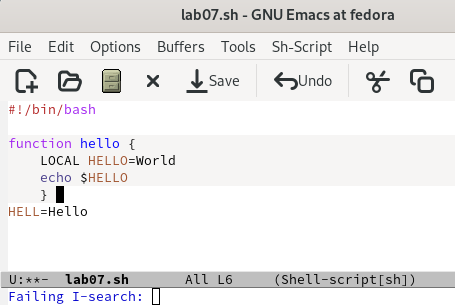 lab07.sh - GNU Emacs at fedora
File Edit Options Buffers Tools Sh-Script Help
Save Undo
#!/bin/bash
function hello {
    LOCAL HELLO=World
    echo $HELLO
    }
HELL=Hello
U:**-  lab07.sh       All L6     (Shell-script[sh])
Failing I-search: